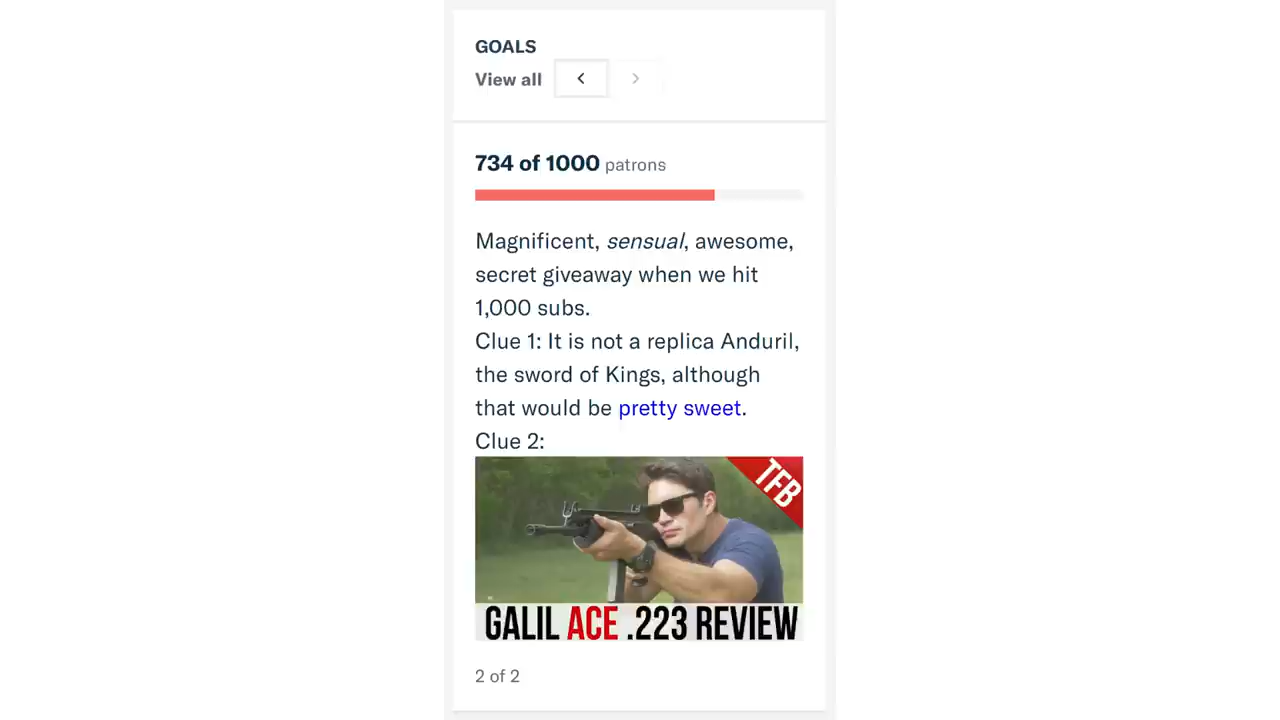 GOALS
View all
734 of 1000 patrons
Magnificent, sensual, awesome,
secret giveaway when we hit
1,000 subs.
Clue 1: It is not a replica Anduril,
the sword of Kings, although
that would be pretty sweet.
Clue 2:
TFB
GALIL ACE .223 REVIEW
2 of 2